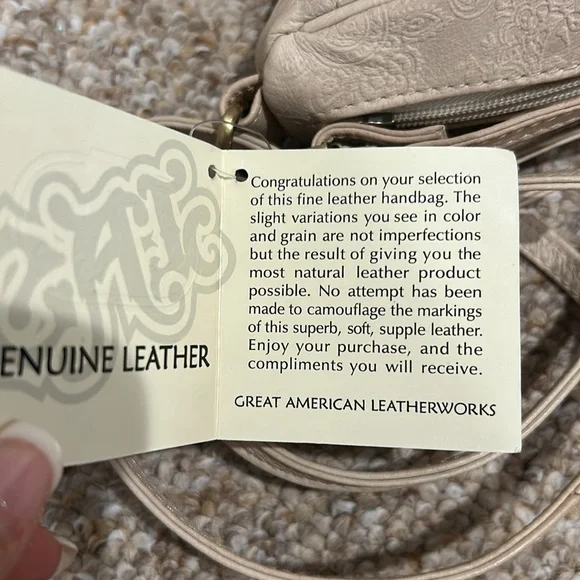 ENUINE LEATHER
Congratulations on your selection
of this fine leather handbag. The
slight variations you see in color
and grain are not imperfections
but the result of giving you the
most natural leather product
possible. No attempt has been
made to camouflage the markings
of this superb, soft, supple leather.
Enjoy your purchase, and the
compliments you will receive.
GREAT AMERICAN LEATHERWORKS